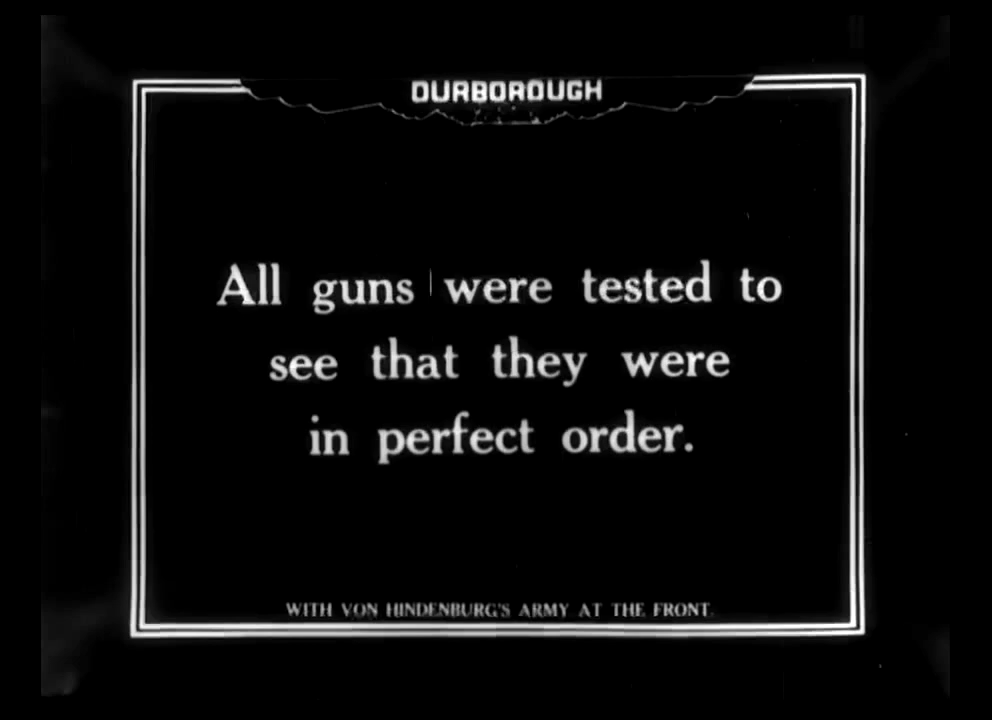 DURBOROUGH
All guns were tested to
see that they were
in perfect order.
WITH VON HINDENBURG'S ARMY AT THE FRONT.